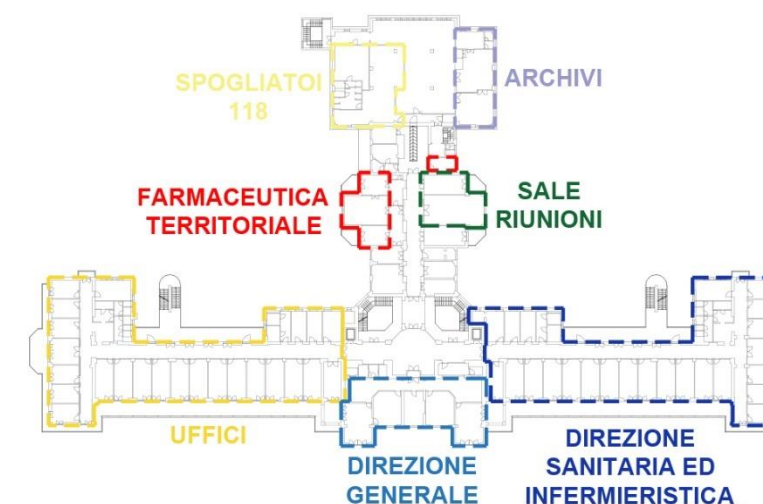 SPOGLIATOI
118
ARCHIVI
FARMACEUTICA
TERRITORIALE
SALE
RIUNIONI
UFFICI
DIREZIONE
GENERALE
DIREZIONE
SANITARIA ED
INFERMIERISTICA